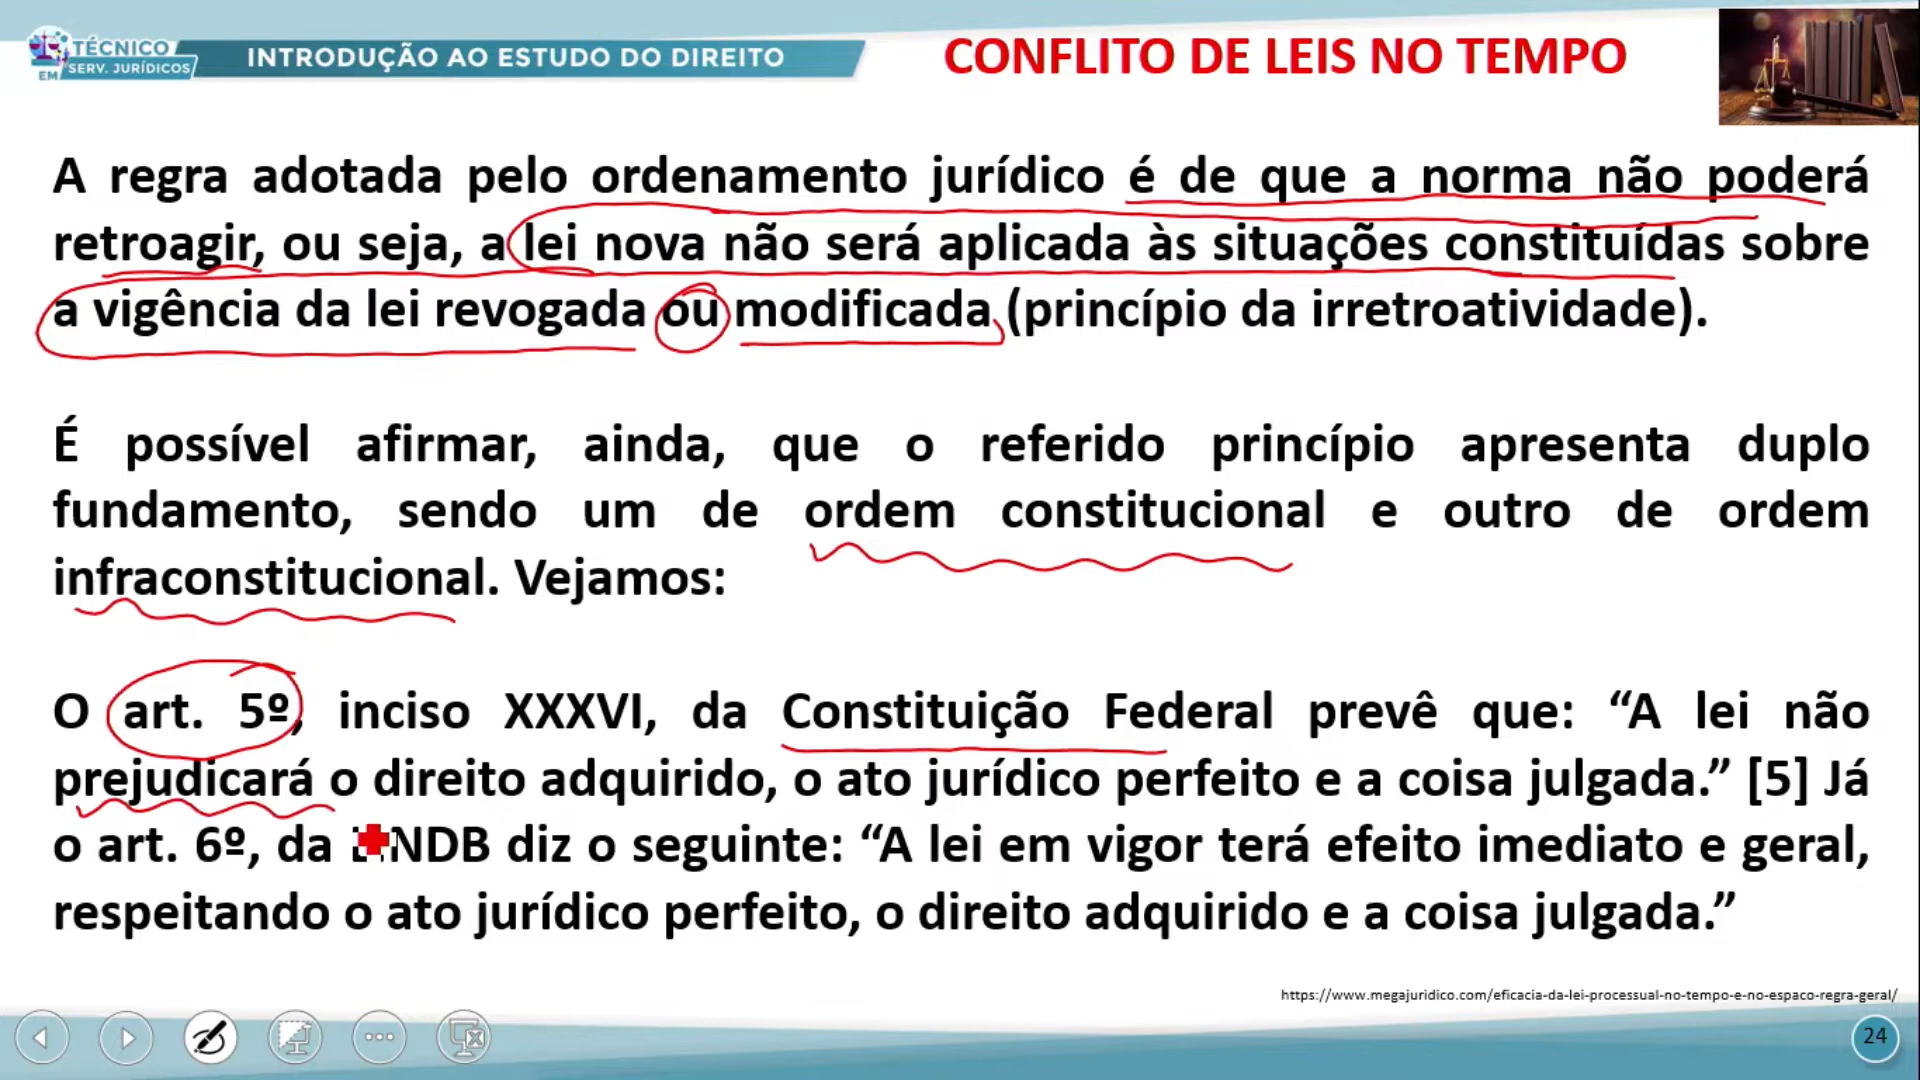 TÉCNICO
EM SERV. JURÍDICOS
INTRODUÇÃO AO ESTUDO DO DIREITO
CONFLITO DE LEIS NO TEMPO
A regra adotada pelo ordenamento jurídico é de que a norma não poderá
retroagir, ou seja, a lei nova não será aplicada às situações constituídas sobre
a vigência da lei revogada ou modificada (princípio da irretroatividade).
É possível afirmar, ainda, que o referido princípio apresenta duplo
fundamento, sendo um de ordem constitucional e outro de ordem
infraconstitucional. Vejamos:
O art. 5º, inciso XXXVI, da Constituição Federal prevê que: “A lei não
prejudicará o direito adquirido, o ato jurídico perfeito e a coisa julgada.” [5] Já
o art. 6º, da NDB diz o seguinte: “A lei em vigor terá efeito imediato e geral,
respeitando o ato jurídico perfeito, o direito adquirido e a coisa julgada.”
https://www.megajuridico.com/eficacia-da-lei-processual-no-tempo-e-no-espaco-regra-geral/
24